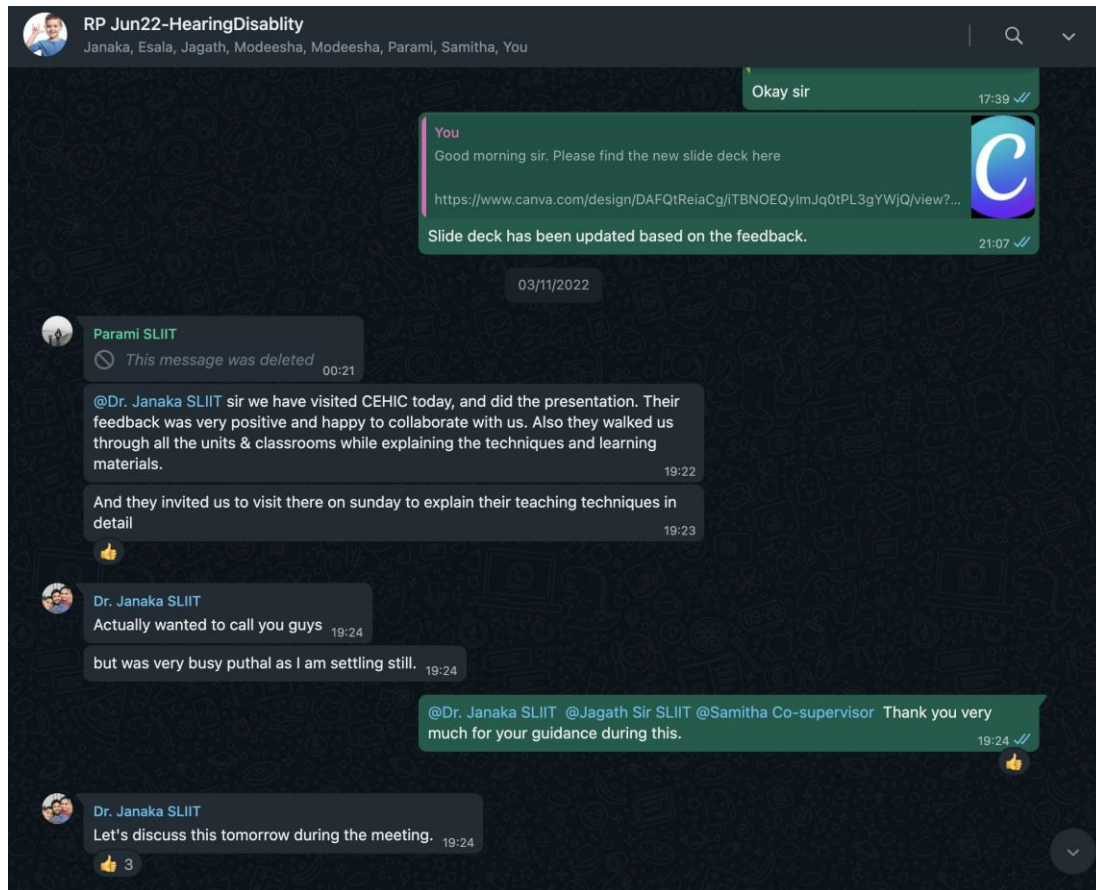 RP Jun22-HearingDisablity
Janaka, Esala, Jagath, Modeesha, Modeesha, Parami, Samitha, You
Okay sir
17:39
You
Good morning sir. Please find the new slide deck here
https://www.canva.com/design/DAFQtReiaCg/iTBNOEQyImJq0tPL3gYWjQ/view?...
C
Slide deck has been updated based on the feedback.
21:07
03/11/2022
Parami SLIIT
This message was deleted
00:21
@Dr. Janaka SLIIT sir we have visited CEHIC today, and did the presentation. Their
feedback was very positive and happy to collaborate with us. Also they walked us
through all the units & classrooms while explaining the techniques and learning
materials.
19:22
And they invited us to visit there on sunday to explain their teaching techniques in
detail
19:23
Dr. Janaka SLIIT
Actually wanted to call you guys 19:24
but was very busy puthal as I am settling still. 19:24
@Dr. Janaka SLIIT @Jagath Sir SLIIT @Samitha Co-supervisor Thank you very
much for your guidance during this.
19:24
Dr. Janaka SLIIT
Let's discuss this tomorrow during the meeting. 19:24
3